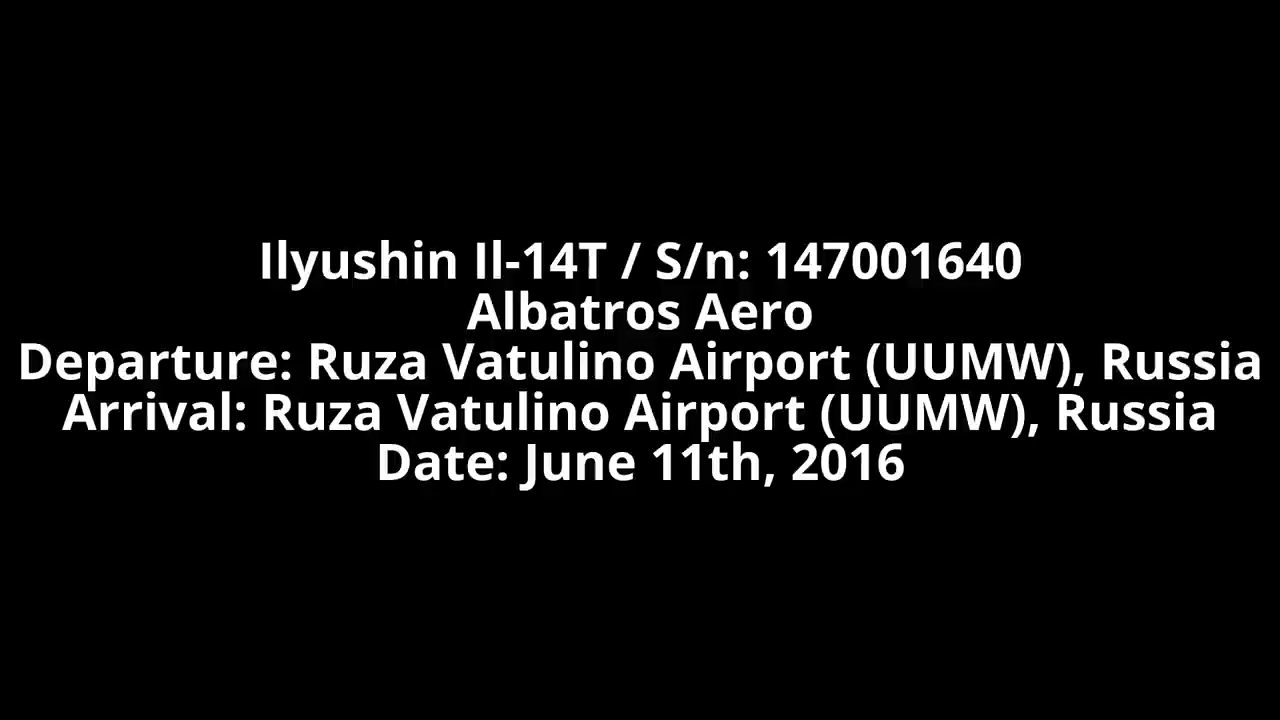 Ilyushin Il-14T / S/n: 147001640
Albatros Aero
Departure: Ruza Vatulino Airport (UUMW), Russia
Arrival: Ruza Vatulino Airport (UUMW), Russia
Date: June 11th, 2016